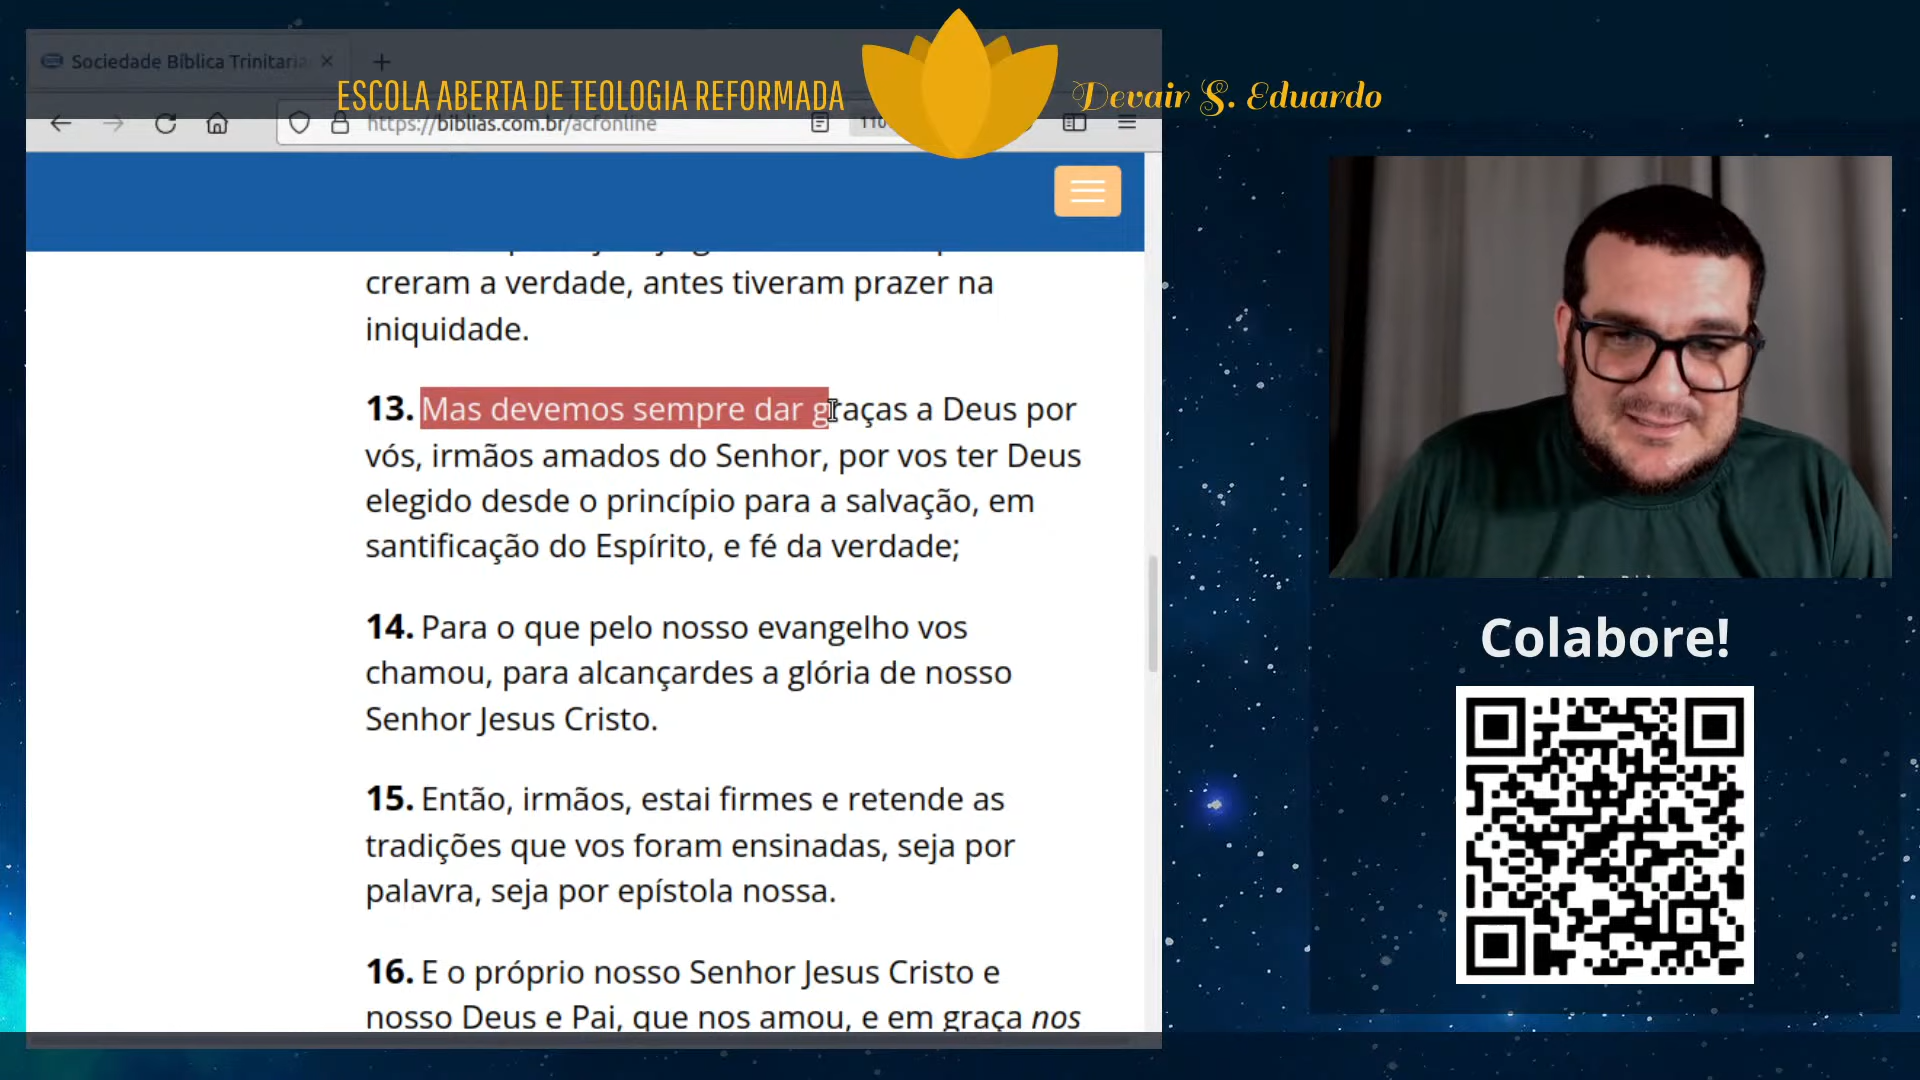 Sociedade Bíblica Trinitaria
ESCOLA ABERTA DE TEOLOGIA REFORMADA
Devair S. Eduardo
https://biblias.com.br/acfonline
110
creram a verdade, antes tiveram prazer na
iniquidade.
13. Mas devemos sempre dar graças a Deus por
vós, irmãos amados do Senhor, por vos ter Deus
elegido desde o princípio para a salvação, em
santificação do Espírito, e fé da verdade;
14. Para o que pelo nosso evangelho vos
chamou, para alcançardes a glória de nosso
Senhor Jesus Cristo.
15. Então, irmãos, estai firmes e retende as
tradições que vos foram ensinadas, seja por
palavra, seja por epístola nossa.
16. E o próprio nosso Senhor Jesus Cristo e
nosso Deus e Pai, que nos amou, e em graça nos
Colabore!